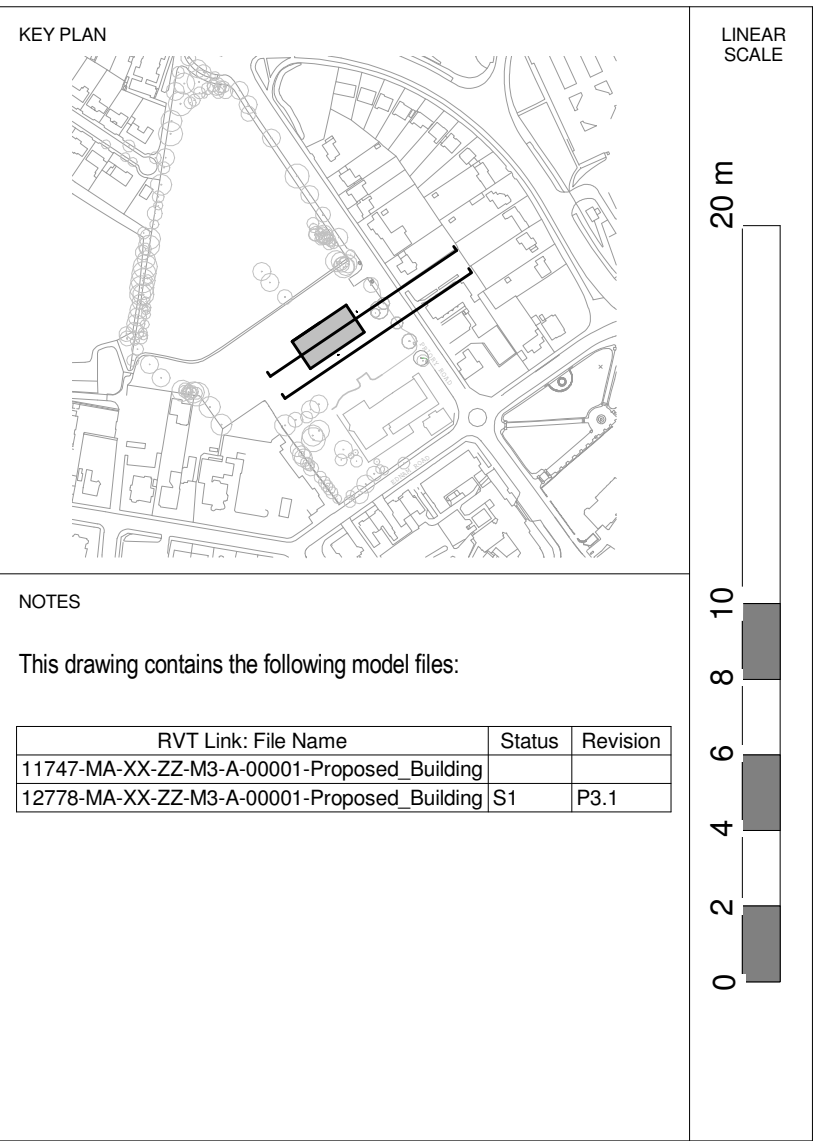 KEY PLAN
NOTES
This drawing contains the following model files:
RVT Link: File Name Status Revision
11747-MA-XX-ZZ-M3-A-00001-Proposed_Building
12778-MA-XX-ZZ-M3-A-00001-Proposed_Building S1 P3.1
LINEAR
SCALE
20 m
10
8
6
4
2
0